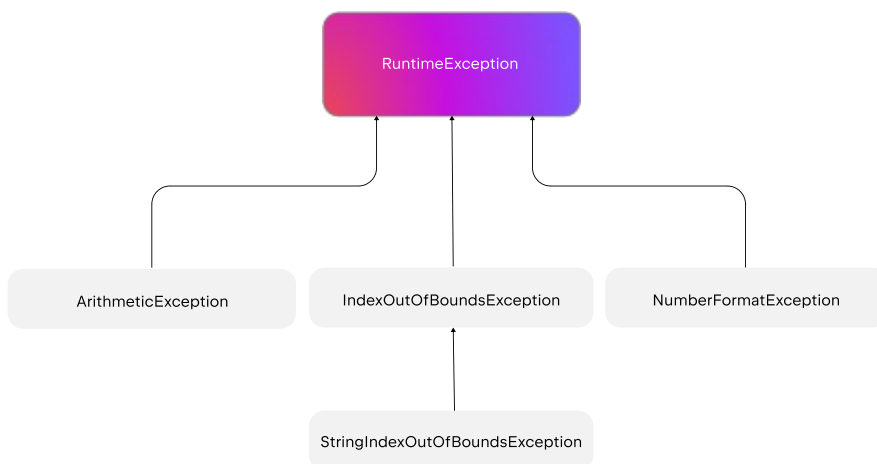 RuntimeException
ArithmeticException
IndexOutOfBoundsException
NumberFormatException
StringIndexOutOfBoundsException